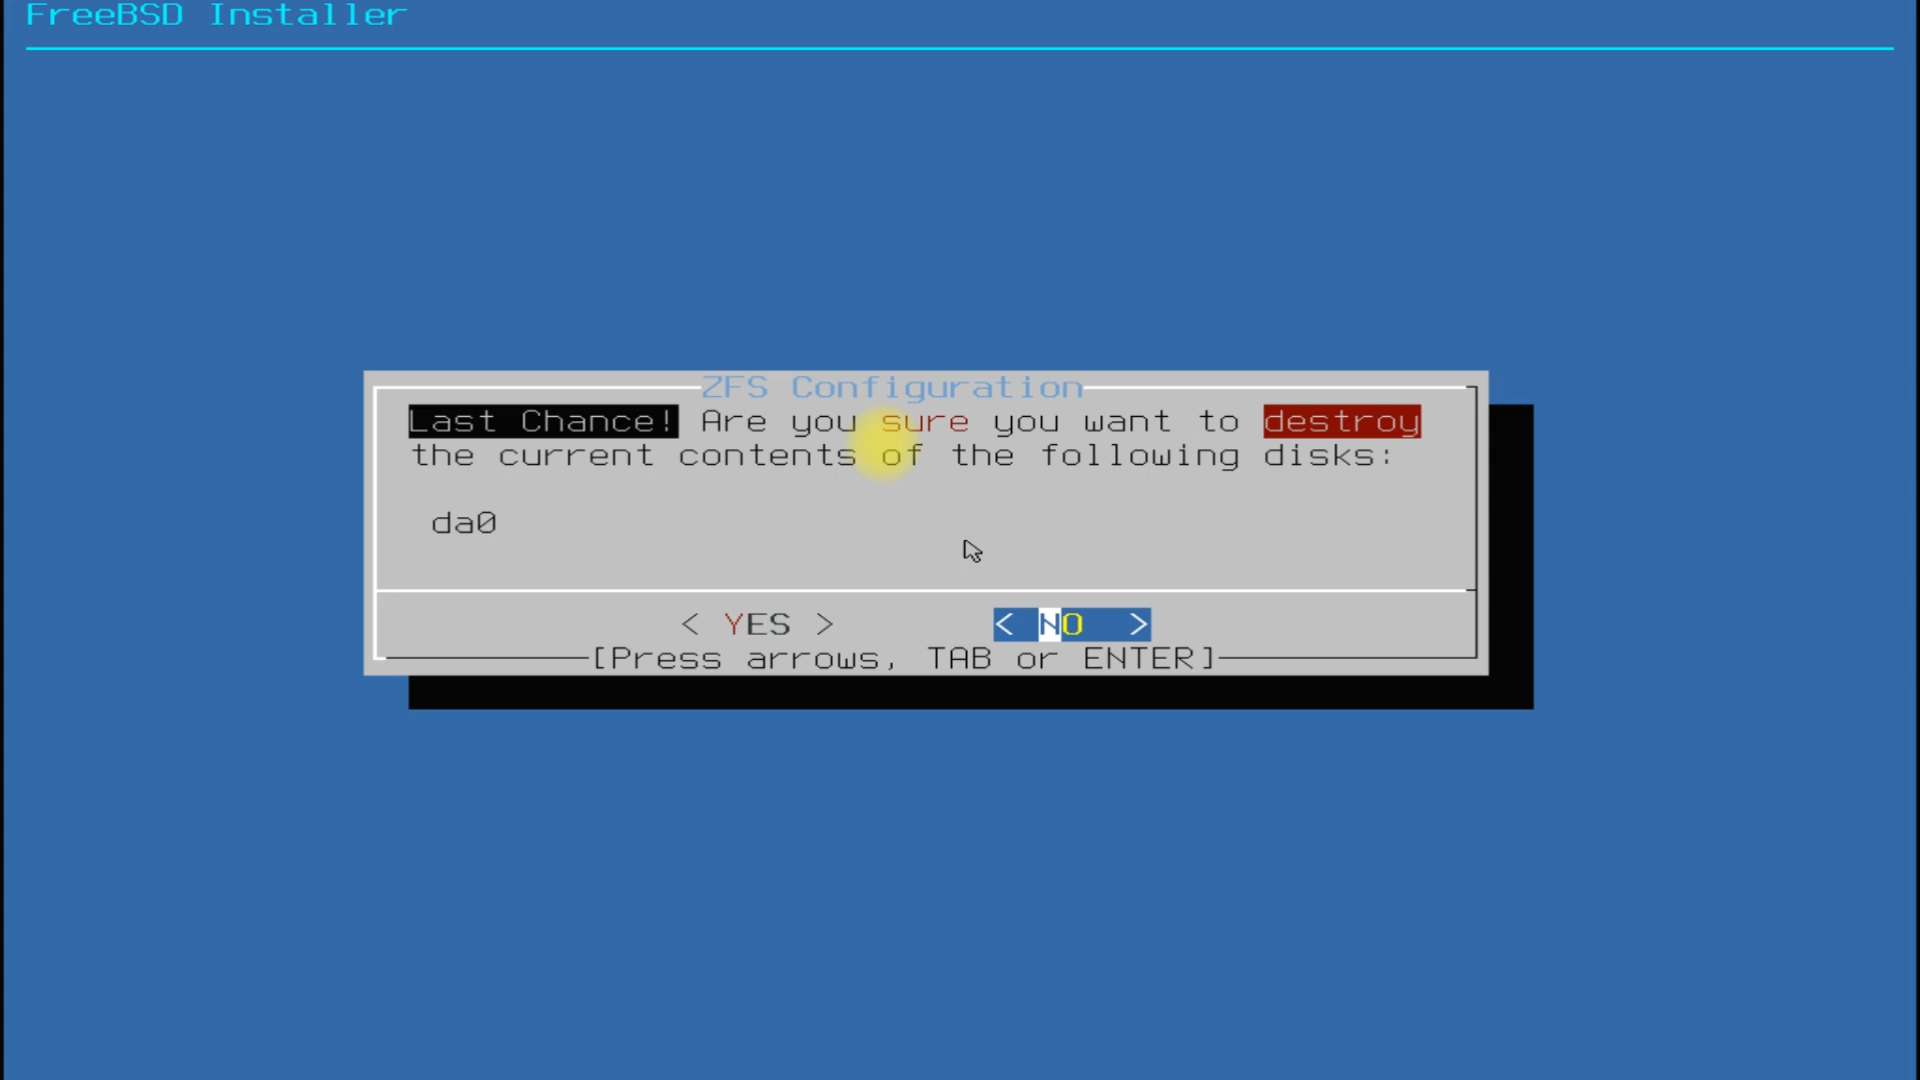 FreeBSD Installer
ZFS Configuration
Last Chance! Are you sure you want to destroy
the current contents of the following disks:
da0
< YES > < NO >
[Press arrows, TAB or ENTER]